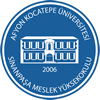 AFYON KOCATEPE ÜNİVERSİTESİ
2006
SİNANPAŞA MESLEK YÜKSEKOKULU